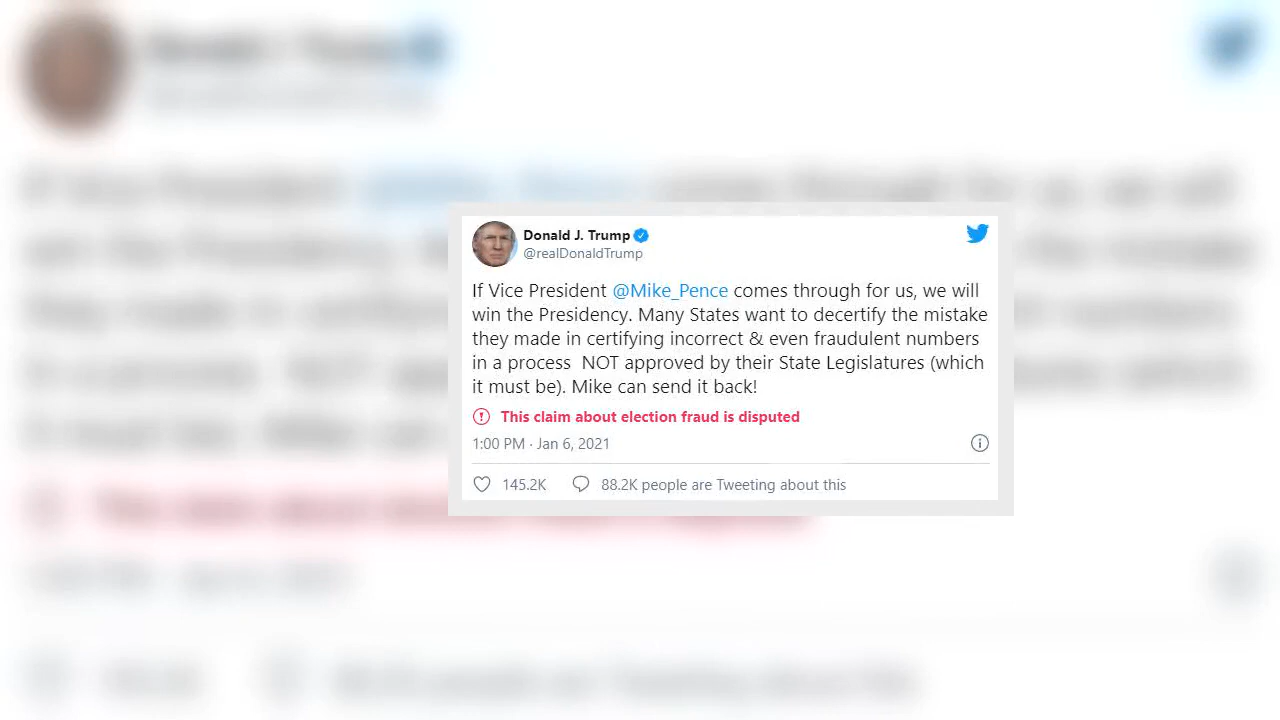 Donald J. Trump
@realDonaldTrump
If Vice President @Mike_Pence comes through for us, we will
win the Presidency. Many States want to decertify the mistake
they made in certifying incorrect & even fraudulent numbers
in a process  NOT approved by their State Legislatures (which
it must be). Mike can send it back!
This claim about election fraud is disputed
1:00 PM · Jan 6, 2021
145.2K 88.2K people are Tweeting about this